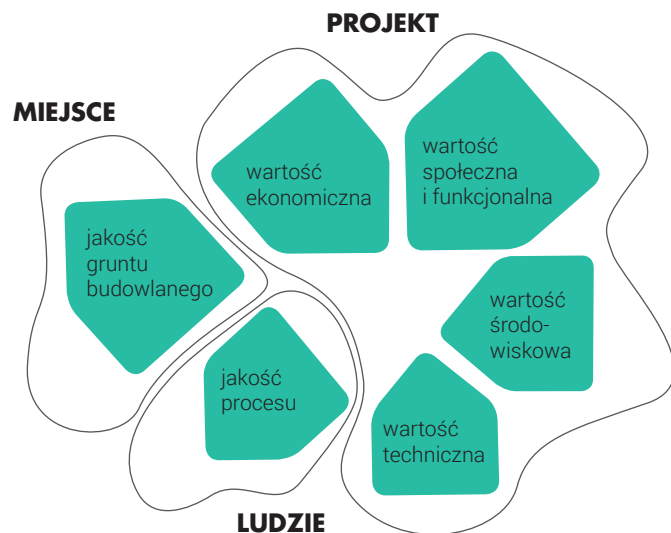 PROJEKT
MIEJSCE
wartość
ekonomiczna
wartość
społeczna
i funkcjonalna
jakość
gruntu
budowlanego
wartość
środo-
wiskowa
jakość
procesu
wartość
techniczna
LUDZIE